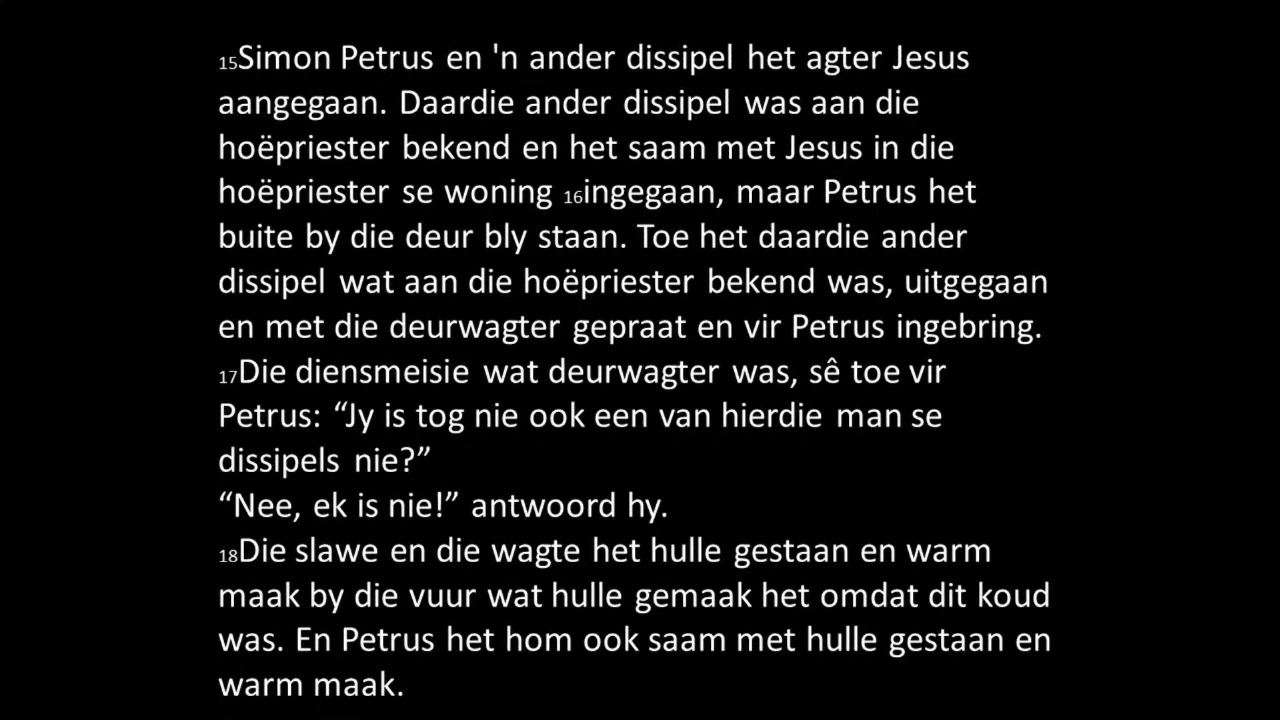 15Simon Petrus en 'n ander dissipel het agter Jesus
aangegaan. Daardie ander dissipel was aan die
hoëpriester bekend en het saam met Jesus in die
hoëpriester se woning 16ingegaan, maar Petrus het
buite by die deur bly staan. Toe het daardie ander
dissipel wat aan die hoëpriester bekend was, uitgegaan
en met die deurwagter gepraat en vir Petrus ingebring.
17Die diensmeisie wat deurwagter was, sê toe vir
Petrus: “Jy is tog nie ook een van hierdie man se
dissipels nie?”
“Nee, ek is nie!” antwoord hy.
18Die slawe en die wagte het hulle gestaan en warm
maak by die vuur wat hulle gemaak het omdat dit koud
was. En Petrus het hom ook saam met hulle gestaan en
warm maak.